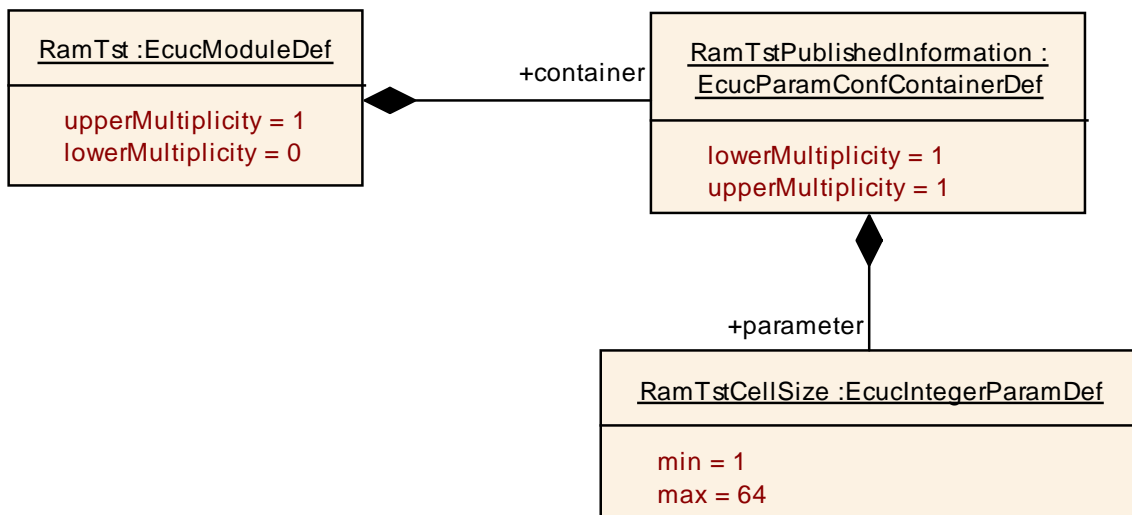 RamTst :EcucModuleDef
upperMultiplicity = 1
lowerMultiplicity = 0
+container
RamTstPublishedInformation :
EcucParamConfContainerDef
lowerMultiplicity = 1
upperMultiplicity = 1
+parameter
RamTstCellSize :EcucIntegerParamDef
min = 1
max = 64